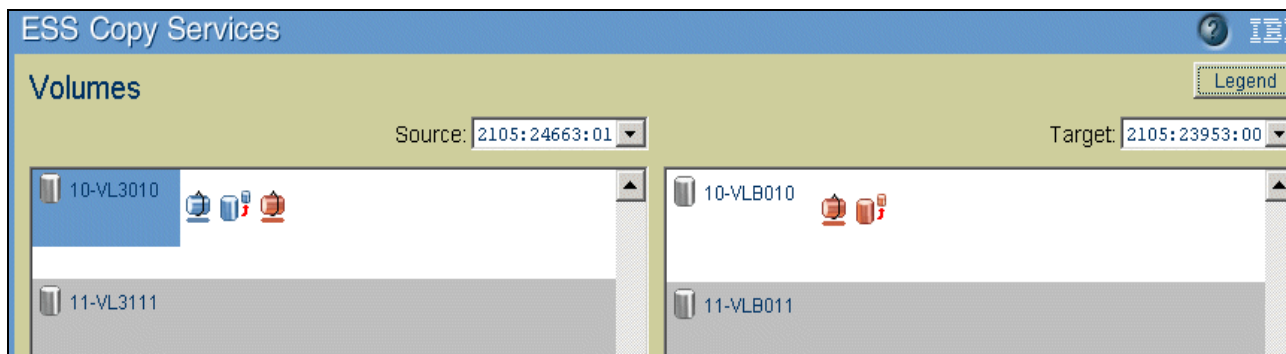 ESS Copy Services
?
Volumes
Legend
Source: 2105:24663:01
Target: 2105:23953:00
10-VL3010
10-VLB010
11-VL3111
11-VLB011